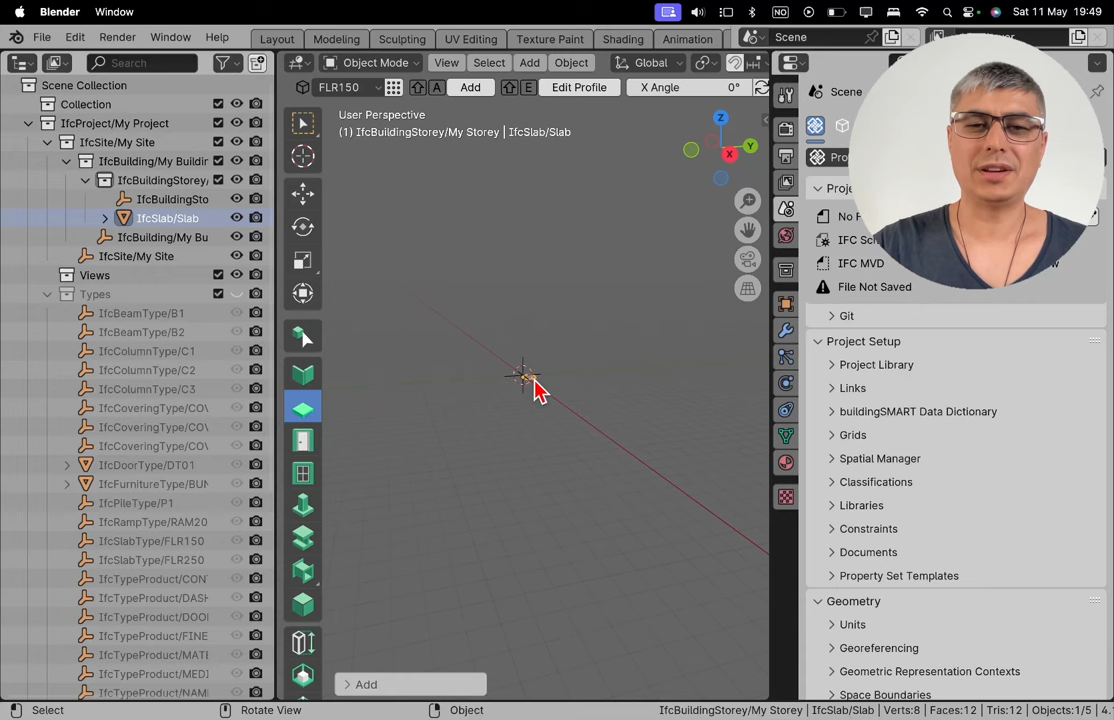 Blender Window NO Sat 11 May 19:49
File Edit Render Window Help Layout Modeling Sculpting UV Editing Texture Paint Shading Animation Scene
Search Object Mode View Select Add Object Global
Scene Collection FLR150 A Add E Edit Profile X Angle 0° Scene
Collection
IfcProject/My Project
IfcSite/My Site
IfcBuilding/My Buildin
IfcBuildingStorey/
IfcBuildingSto
IfcSlab/Slab
IfcBuilding/My Bu
IfcSite/My Site
Views
Types
IfcBeamType/B1
IfcBeamType/B2
IfcColumnType/C1
IfcColumnType/C2
IfcColumnType/C3
IfcCoveringType/CO
IfcCoveringType/CO
IfcCoveringType/CO
IfcDoorType/DT01
IfcFurnitureType/BUN
IfcPileType/P1
IfcRampType/RAM20
IfcSlabType/FLR150
IfcSlabType/FLR250
IfcTypeProduct/CON
IfcTypeProduct/DASH
IfcTypeProduct/DOO
IfcTypeProduct/FINE
IfcTypeProduct/MATE
IfcTypeProduct/MEDI
IfcTypeProduct/NAM
User Perspective
(1) IfcBuildingStorey/My Storey | IfcSlab/Slab
Z
Y
X
Add
Pro
Proj
No F
IFC Sch
IFC MVD
File Not Saved
Git
Project Setup
Project Library
Links
buildingSMART Data Dictionary
Grids
Spatial Manager
Classifications
Libraries
Constraints
Documents
Property Set Templates
Geometry
Units
Georeferencing
Geometric Representation Contexts
Space Boundaries
Select Rotate View Object IfcBuildingStorey/My Storey | IfcSlab/Slab | Verts:8 | Faces:12 | Tris:12 | Objects:1/5 | 4.